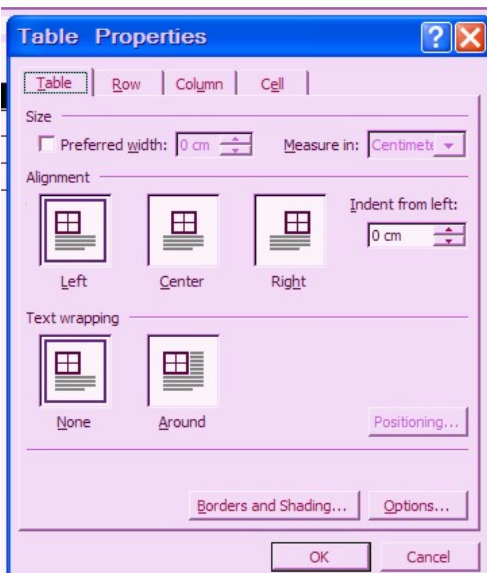 Table Properties ?
Table Row Column Cell
Size
Preferred width: 0 cm Measure in:
Alignment
Indent from left:
0 cm
Left Center Right
Text wrapping
None Around Positioning...
Borders and Shading... Options...
OK Cancel